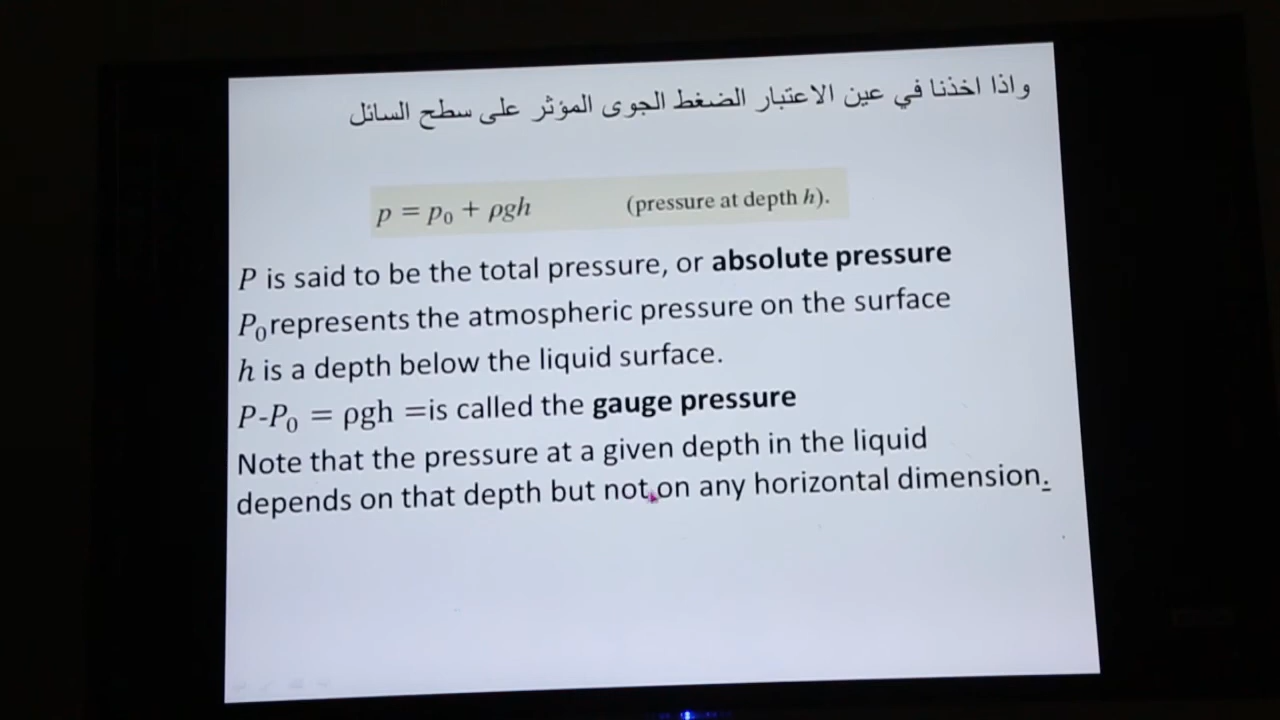 و اذا اخذنا في عين الاعتبار الضغط الجوى المؤثر على سطح السائل
p = p₀ + ρgh (pressure at depth h).
P is said to be the total pressure, or absolute pressure
P₀represents the atmospheric pressure on the surface
h is a depth below the liquid surface.
P-P₀ = ρgh =is called the gauge pressure
Note that the pressure at a given depth in the liquid
depends on that depth but not on any horizontal dimension.